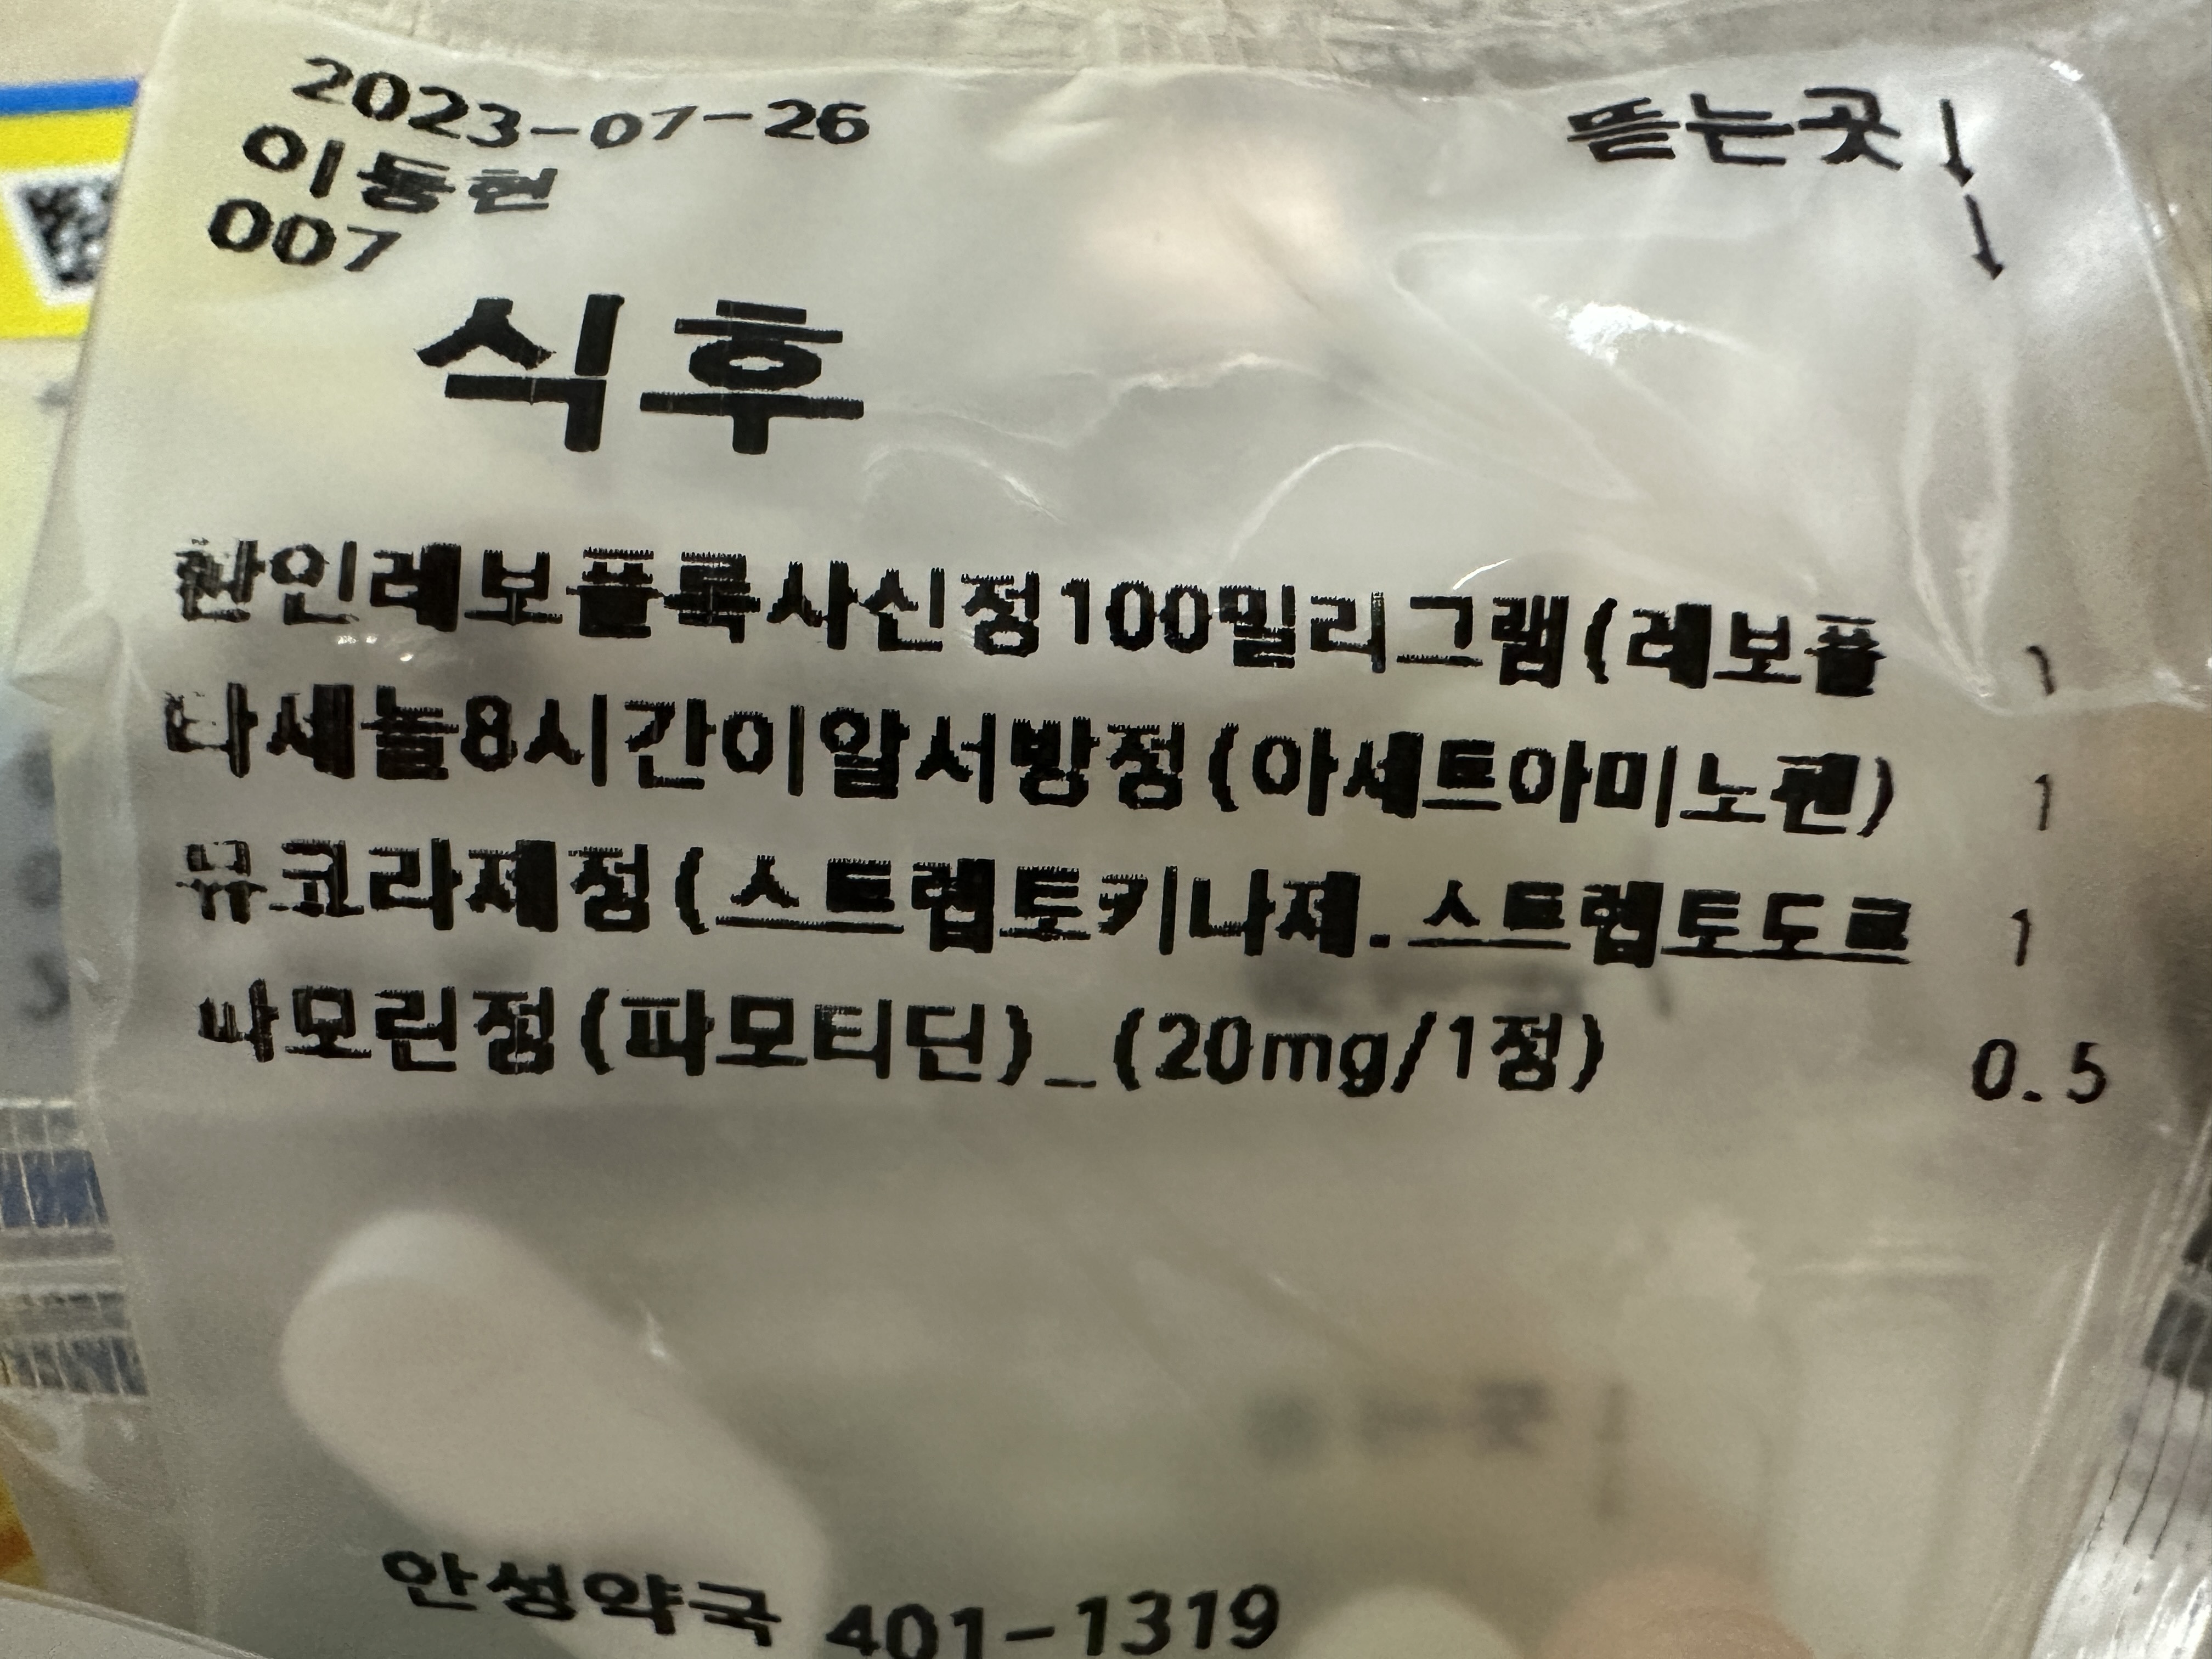 2023-07-26
뜯는곳 ↓
↓
이동현
007
식후
환인레보플록사신정100밀리그램(레보플 1
타세놀8시간이알서방정(아세트아미노펜) 1
뮤코라제정(스트렙토키나제.스트렙토도르 1
파모린정(파모티딘)_(20mg/1정) 0.5
안성약국 401-1319